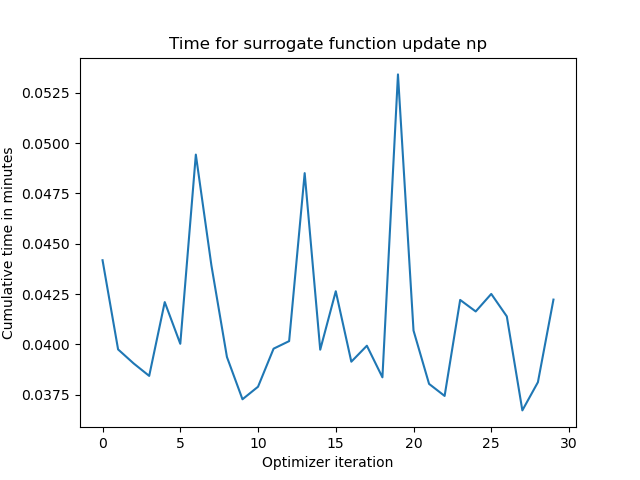 Time for surrogate function update np
Cumulative time in minutes
0.0525
0.0500
0.0475
0.0450
0.0425
0.0400
0.0375
0 5 10 15 20 25 30
Optimizer iteration